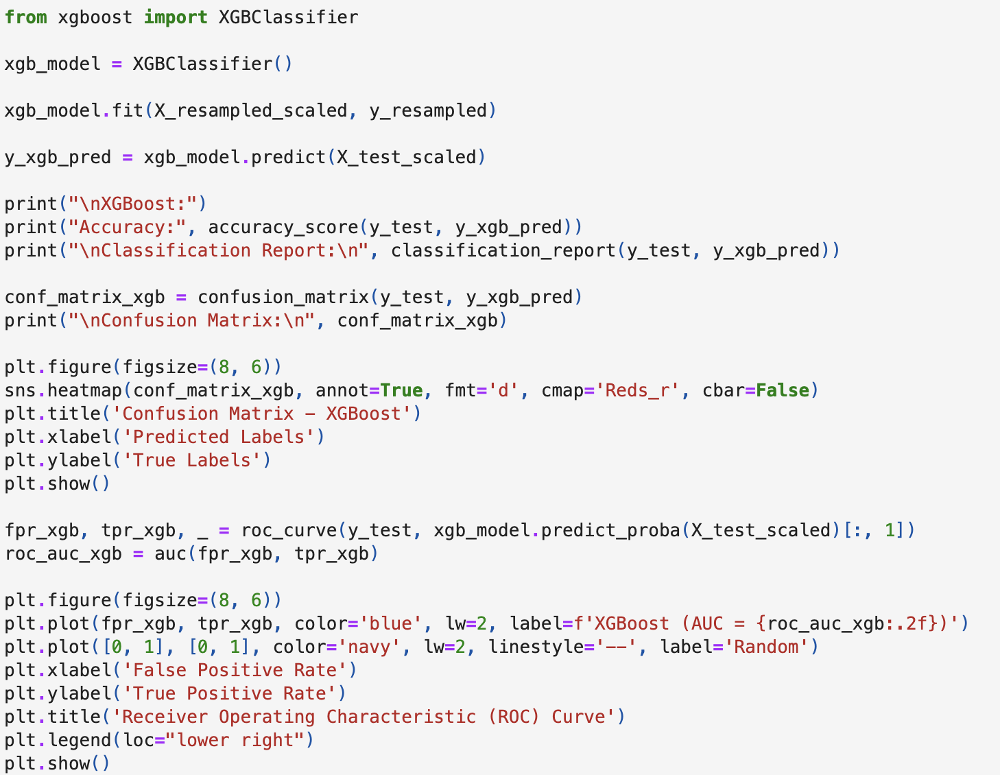 from xgboost import XGBClassifier
xgb_model = XGBClassifier()
xgb_model.fit(X_resampled_scaled, y_resampled)
y_xgb_pred = xgb_model.predict(X_test_scaled)
print("\nXGBoost:")
print("Accuracy:", accuracy_score(y_test, y_xgb_pred))
print("\nClassification Report:\n", classification_report(y_test, y_xgb_pred))
conf_matrix_xgb = confusion_matrix(y_test, y_xgb_pred)
print("\nConfusion Matrix:\n", conf_matrix_xgb)
plt.figure(figsize=(8, 6))
sns.heatmap(conf_matrix_xgb, annot=True, fmt='d', cmap='Reds_r', cbar=False)
plt.title('Confusion Matrix - XGBoost')
plt.xlabel('Predicted Labels')
plt.ylabel('True Labels')
plt.show()
fpr_xgb, tpr_xgb, _ = roc_curve(y_test, xgb_model.predict_proba(X_test_scaled)[:, 1])
roc_auc_xgb = auc(fpr_xgb, tpr_xgb)
plt.figure(figsize=(8, 6))
plt.plot(fpr_xgb, tpr_xgb, color='blue', lw=2, label=f'XGBoost (AUC = {roc_auc_xgb:.2f})')
plt.plot([0, 1], [0, 1], color='navy', lw=2, linestyle='--', label='Random')
plt.xlabel('False Positive Rate')
plt.ylabel('True Positive Rate')
plt.title('Receiver Operating Characteristic (ROC) Curve')
plt.legend(loc="lower right")
plt.show()